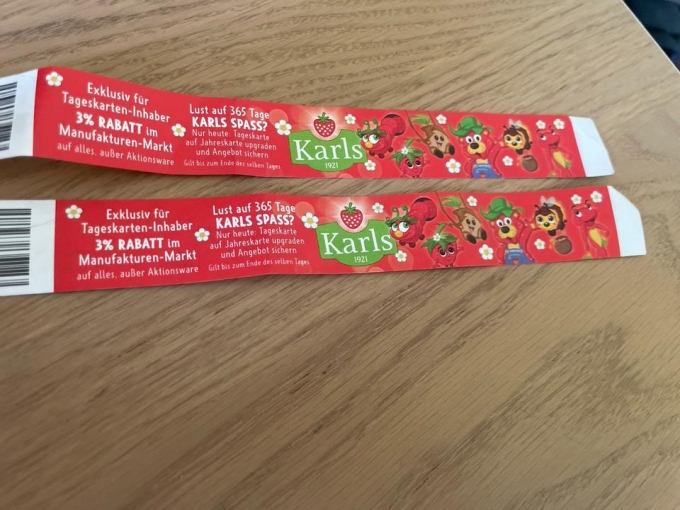 Exklusiv für
Tageskarten-Inhaber
3% RABATT im
Manufakturen-Markt
auf alles, außer Aktionsware
Lust auf 365 Tage
KARLS SPASS?
Nur heute: Tageskarte
auf Jahreskarte upgraden
und Angebot sichern
Gilt bis zum Ende des selben Tages
Karls
1921
Exklusiv für
Tageskarten-Inhaber
3% RABATT im
Manufakturen-Markt
auf alles, außer Aktionsware
Lust auf 365 Tage
KARLS SPASS?
Nur heute: Tageskarte
auf Jahreskarte upgraden
und Angebot sichern
Gilt bis zum Ende des selben Tages
Karls
1921